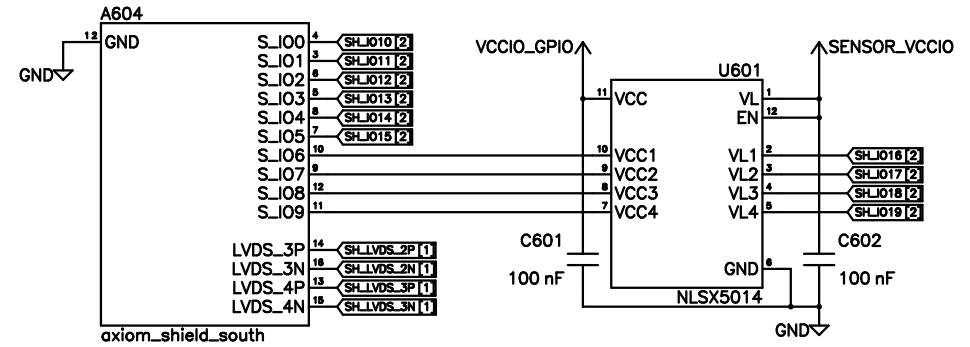 A604
12 GND
GND
S_IO0 4 SH_IO10[2]
S_IO1 3 SH_IO11[2]
S_IO2 6 SH_IO12[2]
S_IO3 5 SH_IO13[2]
S_IO4 8 SH_IO14[2]
S_IO5 7 SH_IO15[2]
S_IO6 10
S_IO7 9
S_IO8 12
S_IO9 11
LVDS_3P 14 SH_LVDS_2P[1]
LVDS_3N 16 SH_LVDS_2N[1]
LVDS_4P 13 SH_LVDS_3P[1]
LVDS_4N 15 SH_LVDS_3N[1]
axiom_shield_south
VCCIO_GPIO
SENSOR_VCCIO
U601
11 VCC
VL 1
EN 12
10 VCC1
VL1 2 SH_IO16[2]
9 VCC2
VL2 3 SH_IO17[2]
8 VCC3
VL3 4 SH_IO18[2]
7 VCC4
VL4 5 SH_IO19[2]
GND 6
NLSX5014
C601
100 nF
C602
100 nF
GND